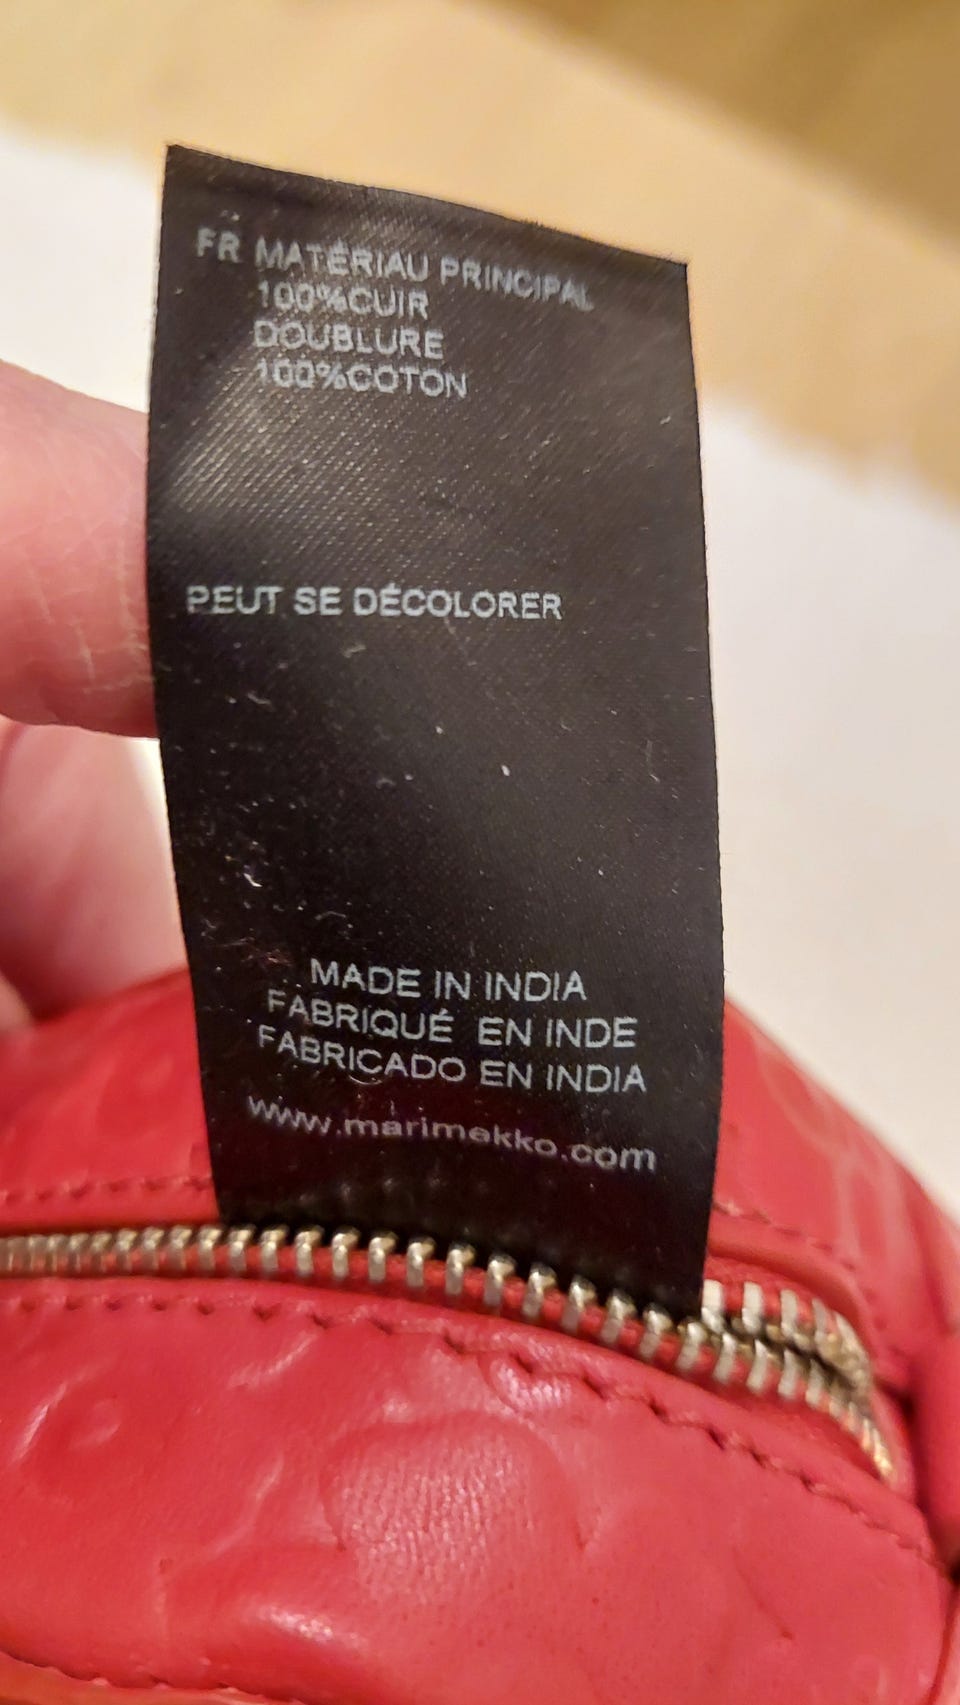 FR MATÉRIAU PRINCIPAL
100%CUIR
DOUBLURE
100%COTON
PEUT SE DÉCOLORER
MADE IN INDIA
FABRIQUÉ EN INDE
FABRICADO EN INDIA
www.marimekko.com